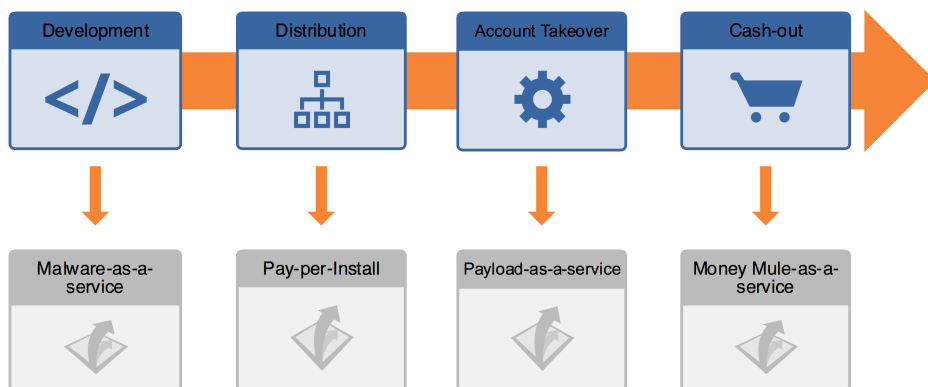 Development
Distribution
Account Takeover
Cash-out
</>
Malware-as-a-
service
Pay-per-Install
Payload-as-a-service
Money Mule-as-a-
service